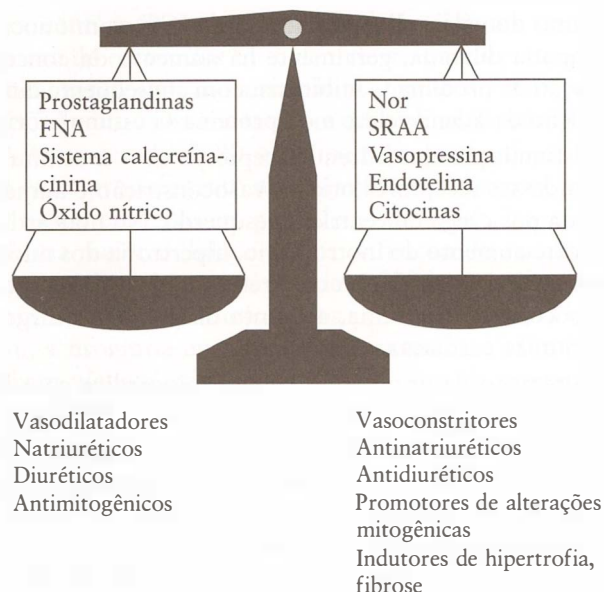 Prostaglandinas
FNA
Sistema calecreína-
cinina
Óxido nítrico
Nor
SRAA
Vasopressina
Endotelina
Citocinas
Vasodilatadores
Natriuréticos
Diuréticos
Antimitogênicos
Vasoconstritores
Antinatriuréticos
Antidiuréticos
Promotores de alterações
mitogênicas
Indutores de hipertrofia,
fibrose